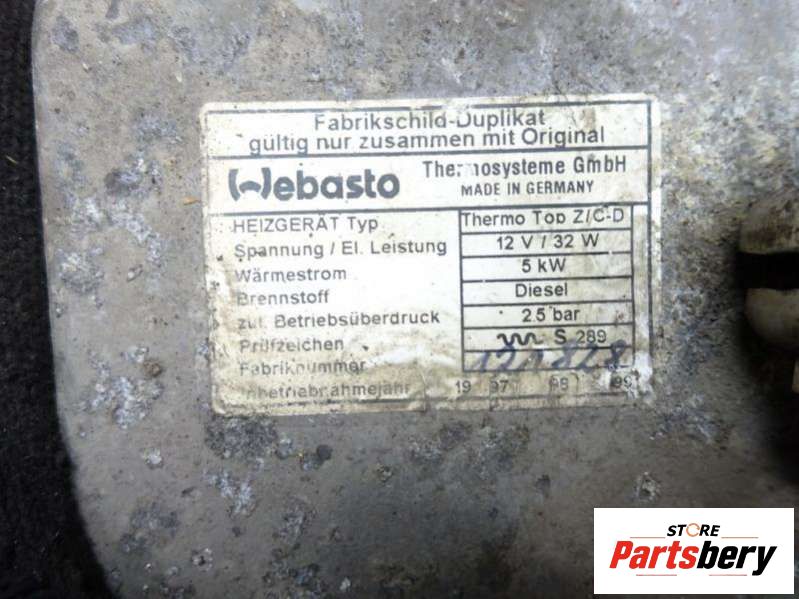 Fabrikschild-Duplikat
gültig nur zusammen mit Original
Webasto Thermosysteme GmbH
MADE IN GERMANY
HEIZGERÄT Typ Thermo Top Z/C-D
Spannung / El. Leistung 12 V / 32 W
Wärmestrom 5 kW
Brennstoff Diesel
zul. Betriebsüberdruck 2.5 bar
Prüfzeichen S 289
Fabriknummer
Inbetriebnahmejahr 19 97 98 99
STORE
Partsbery